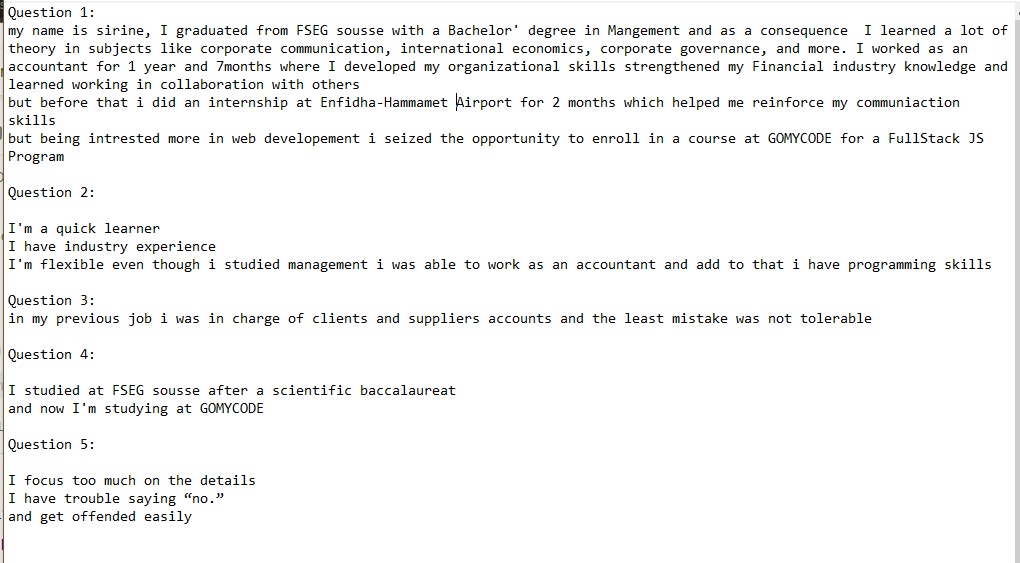 Question 1:
my name is sirine, I graduated from FSEG sousse with a Bachelor' degree in Mangement and as a consequence  I learned a lot of
theory in subjects like corporate communication, international economics, corporate governance, and more. I worked as an
accountant for 1 year and 7months where I developed my organizational skills strengthened my Financial industry knowledge and
learned working in collaboration with others
but before that i did an internship at Enfidha-Hammamet Airport for 2 months which helped me reinforce my communiaction
skills
but being intrested more in web developement i seized the opportunity to enroll in a course at GOMYCODE for a FullStack JS
Program
Question 2:
I'm a quick learner
I have industry experience
I'm flexible even though i studied management i was able to work as an accountant and add to that i have programming skills
Question 3:
in my previous job i was in charge of clients and suppliers accounts and the least mistake was not tolerable
Question 4:
I studied at FSEG sousse after a scientific baccalaureat
and now I'm studying at GOMYCODE
Question 5:
I focus too much on the details
I have trouble saying “no.”
and get offended easily